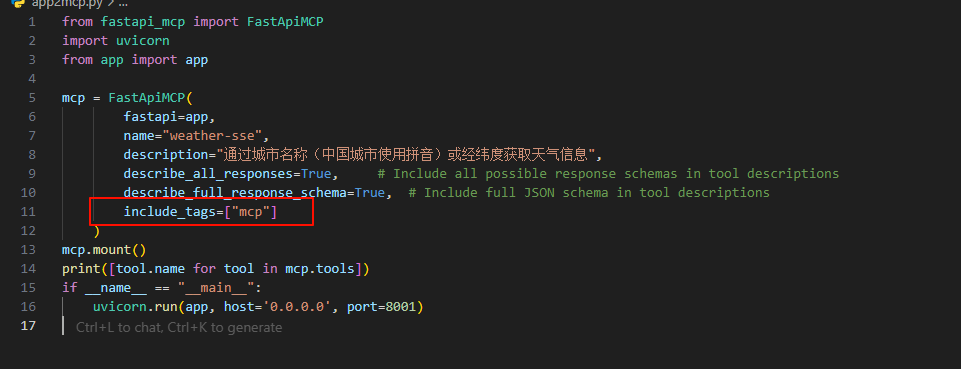 app2mcp.py > ...
1 from fastapi_mcp import FastApiMCP
2 import uvicorn
3 from app import app
4
5 mcp = FastApiMCP(
6 fastapi=app,
7 name="weather-sse",
8 description="通过城市名称（中国城市使用拼音）或经纬度获取天气信息",
9 describe_all_responses=True,     # Include all possible response schemas in tool descriptions
10 describe_full_response_schema=True,  # Include full JSON schema in tool descriptions
11 include_tags=["mcp"]
12 )
13 mcp.mount()
14 print([tool.name for tool in mcp.tools])
15 if __name__ == "__main__":
16 uvicorn.run(app, host='0.0.0.0', port=8001)
17 Ctrl+L to chat, Ctrl+K to generate